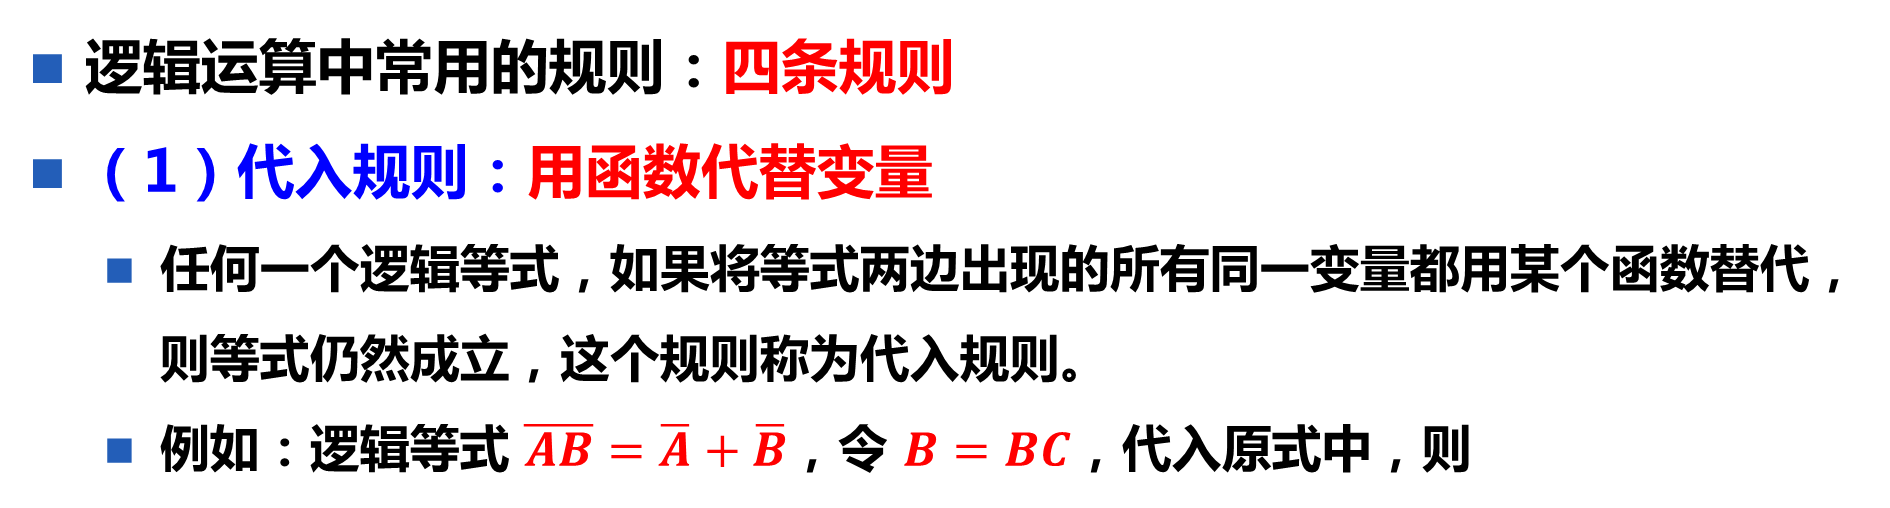 逻辑运算中常用的规则：四条规则
（1）代入规则：用函数代替变量
任何一个逻辑等式，如果将等式两边出现的所有同一变量都用某个函数替代，
则等式仍然成立，这个规则称为代入规则。
例如：逻辑等式 $\overline{AB} = \overline{A} + \overline{B}$，令 $B = BC$，代入原式中，则